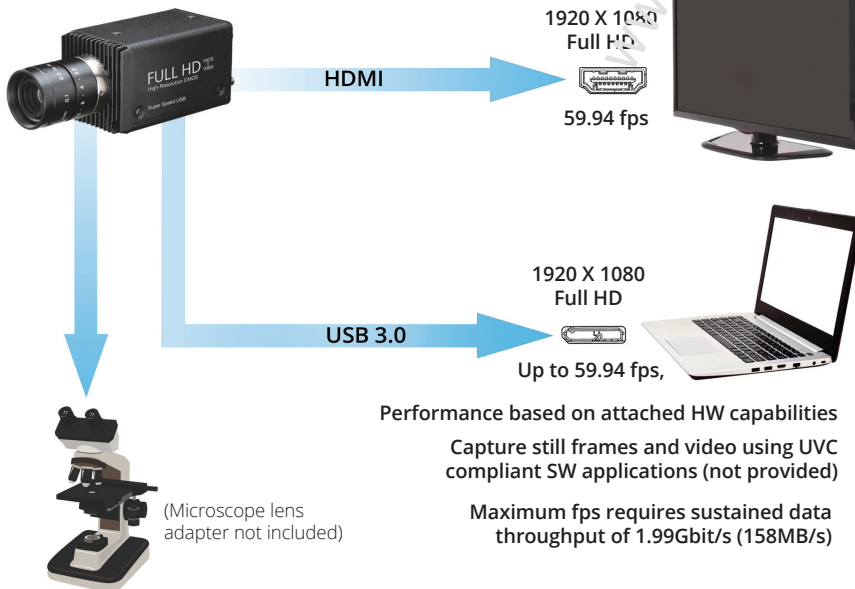 FULL HD 1920 X 1080
High Resolution CMOS
Super Speed USB
HDMI
1920 X 1080
Full HD
59.94 fps
USB 3.0
1920 X 1080
Full HD
Up to 59.94 fps,
Performance based on attached HW capabilities
Capture still frames and video using UVC
compliant SW applications (not provided)
Maximum fps requires sustained data
throughput of 1.99Gbit/s (158MB/s)
(Microscope lens
adapter not included)